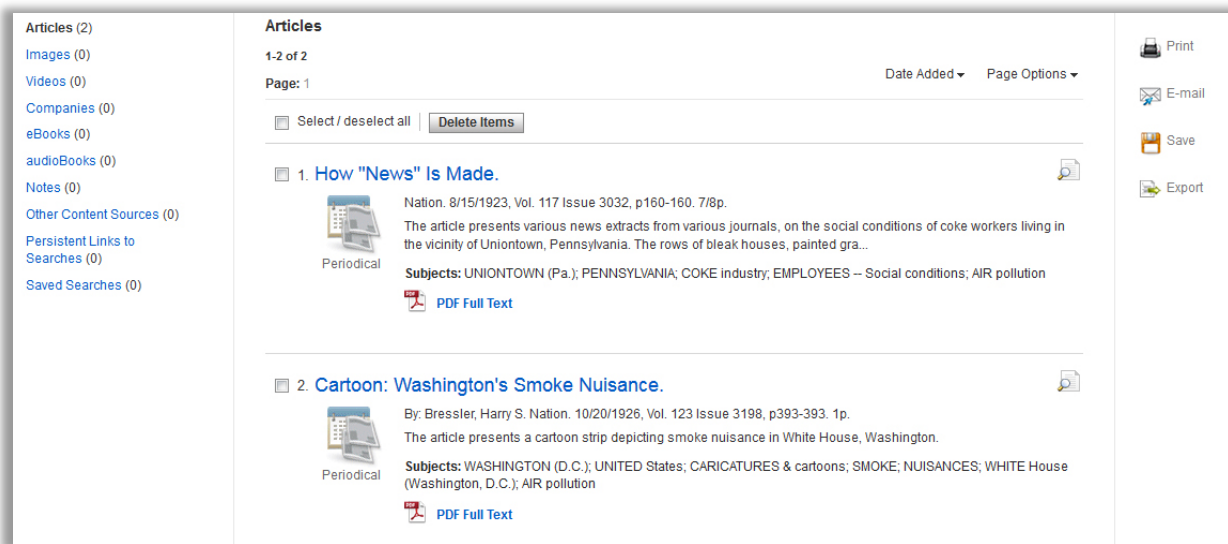 Articles (2)
Images (0)
Videos (0)
Companies (0)
eBooks (0)
audioBooks (0)
Notes (0)
Other Content Sources (0)
Persistent Links to
Searches (0)
Saved Searches (0)
Articles
1-2 of 2
Page: 1
Date Added
Page Options
Select / deselect all
Delete Items
1. How "News" Is Made.
Periodical
Nation. 8/15/1923, Vol. 117 Issue 3032, p160-160. 7/8p.
The article presents various news extracts from various journals, on the social conditions of coke workers living in
the vicinity of Uniontown, Pennsylvania. The rows of bleak houses, painted gra...
Subjects: UNIONTOWN (Pa.); PENNSYLVANIA; COKE industry; EMPLOYEES -- Social conditions; AIR pollution
PDF Full Text
2. Cartoon: Washington's Smoke Nuisance.
Periodical
By: Bressler, Harry S. Nation. 10/20/1926, Vol. 123 Issue 3198, p393-393. 1p.
The article presents a cartoon strip depicting smoke nuisance in White House, Washington.
Subjects: WASHINGTON (D.C.); UNITED States; CARICATURES & cartoons; SMOKE; NUISANCES; WHITE House
(Washington, D.C.); AIR pollution
PDF Full Text
Print
E-mail
Save
Export